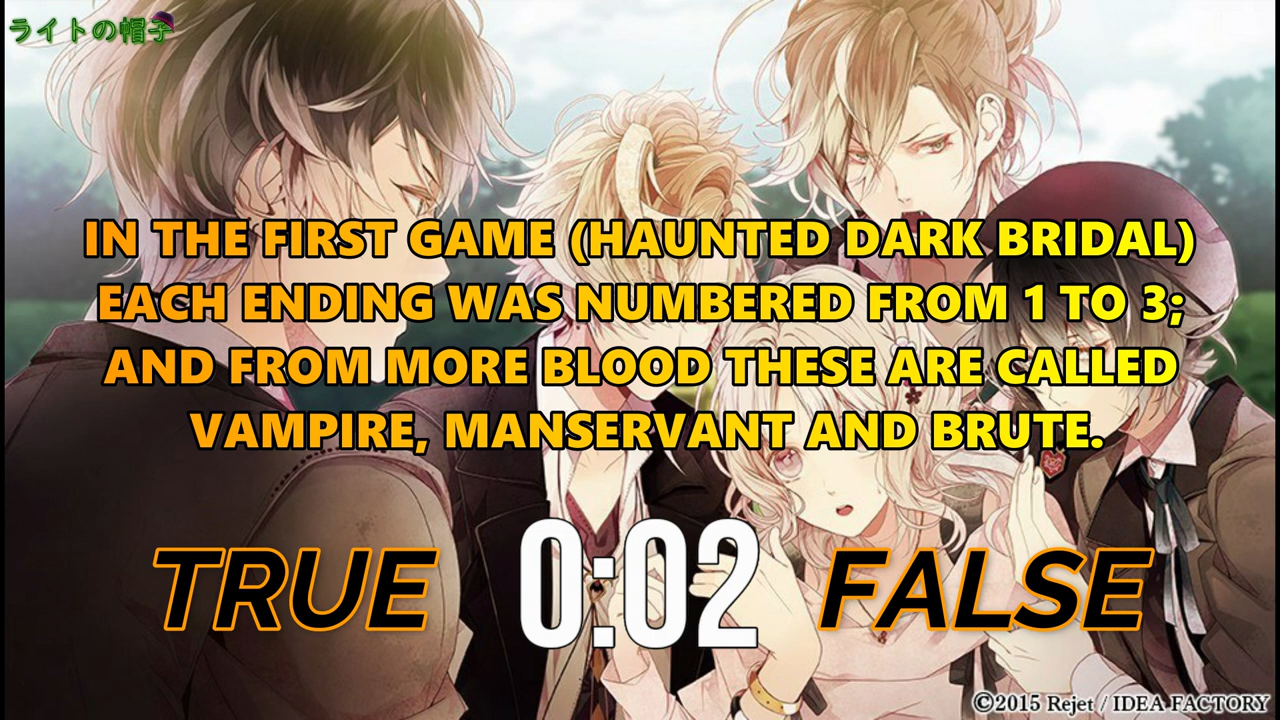 ライトの帽子
IN THE FIRST GAME (HAUNTED DARK BRIDAL)
EACH ENDING WAS NUMBERED FROM 1 TO 3;
AND FROM MORE BLOOD THESE ARE CALLED
VAMPIRE, MANSERVANT AND BRUTE.
TRUE 0:02 FALSE
©2015 Rejet / IDEA FACTORY